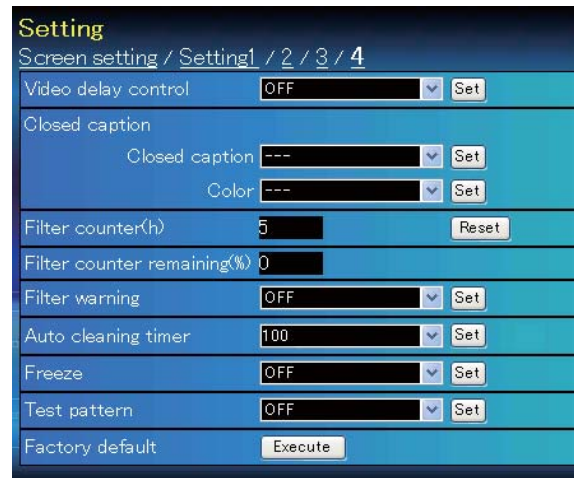 Setting
Screen setting / Setting1 / 2 / 3 / 4
Video delay control OFF Set
Closed caption
Closed caption --- Set
Color --- Set
Filter counter(h) 5 Reset
Filter counter remaining(%) 0
Filter warning OFF Set
Auto cleaning timer 100 Set
Freeze OFF Set
Test pattern OFF Set
Factory default Execute